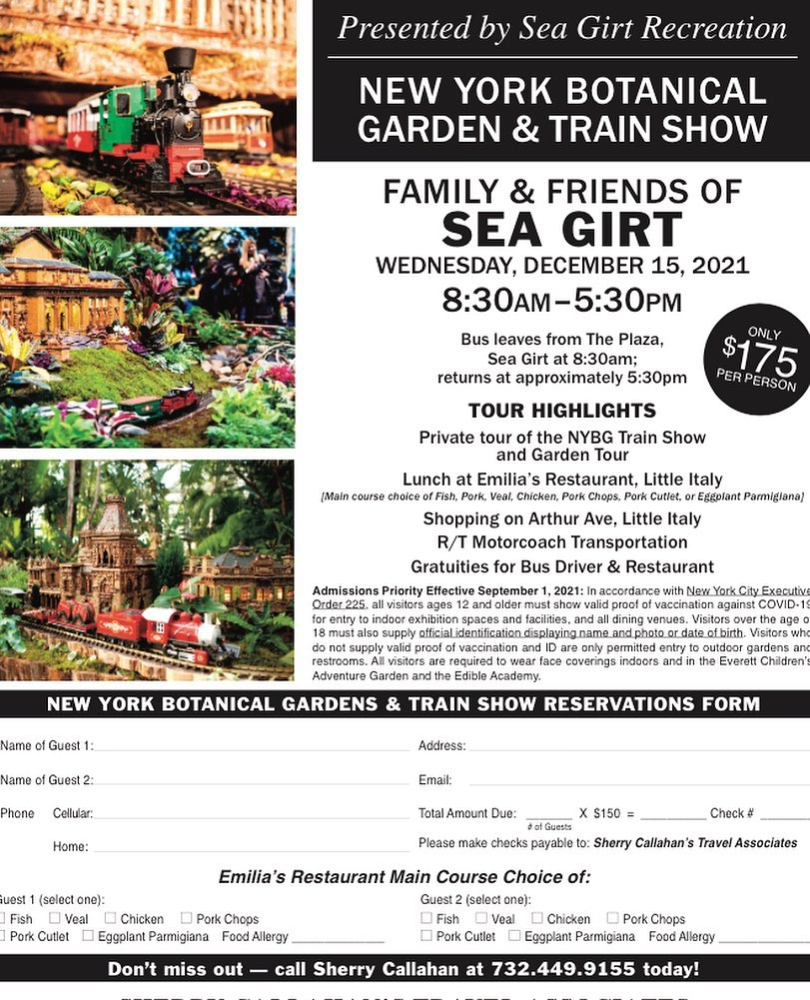 Presented by Sea Girt Recreation
NEW YORK BOTANICAL
GARDEN & TRAIN SHOW
FAMILY & FRIENDS OF
SEA GIRT
WEDNESDAY, DECEMBER 15, 2021
8:30AM–5:30PM
Bus leaves from The Plaza,
Sea Girt at 8:30am;
returns at approximately 5:30pm
ONLY
$175
PER PERSON
TOUR HIGHLIGHTS
Private tour of the NYBG Train Show
and Garden Tour
Lunch at Emilia's Restaurant, Little Italy
[Main course choice of Fish, Pork, Veal, Chicken, Pork Chops, Pork Cutlet, or Eggplant Parmigiana]
Shopping on Arthur Ave, Little Italy
R/T Motorcoach Transportation
Gratuities for Bus Driver & Restaurant
Admissions Priority Effective September 1, 2021: In accordance with New York City Executive
Order 225, all visitors ages 12 and older must show valid proof of vaccination against COVID-19
for entry to indoor exhibition spaces and facilities, and all dining venues. Visitors over the age o
18 must also supply official identification displaying name and photo or date of birth. Visitors who
do not supply valid proof of vaccination and ID are only permitted entry to outdoor gardens and
restrooms. All visitors are required to wear face coverings indoors and in the Everett Children's
Adventure Garden and the Edible Academy.
NEW YORK BOTANICAL GARDENS & TRAIN SHOW RESERVATIONS FORM
Name of Guest 1: Address:
Name of Guest 2: Email:
Phone Cellular: Total Amount Due: ______ X $150 = ________ Check # ______
# of Guests
Home: Please make checks payable to: Sherry Callahan's Travel Associates
Emilia's Restaurant Main Course Choice of:
Guest 1 (select one): Guest 2 (select one):
☐ Fish ☐ Veal ☐ Chicken ☐ Pork Chops ☐ Fish ☐ Veal ☐ Chicken ☐ Pork Chops
☐ Pork Cutlet ☐ Eggplant Parmigiana Food Allergy ____________ ☐ Pork Cutlet ☐ Eggplant Parmigiana Food Allergy ____________
Don't miss out — call Sherry Callahan at 732.449.9155 today!